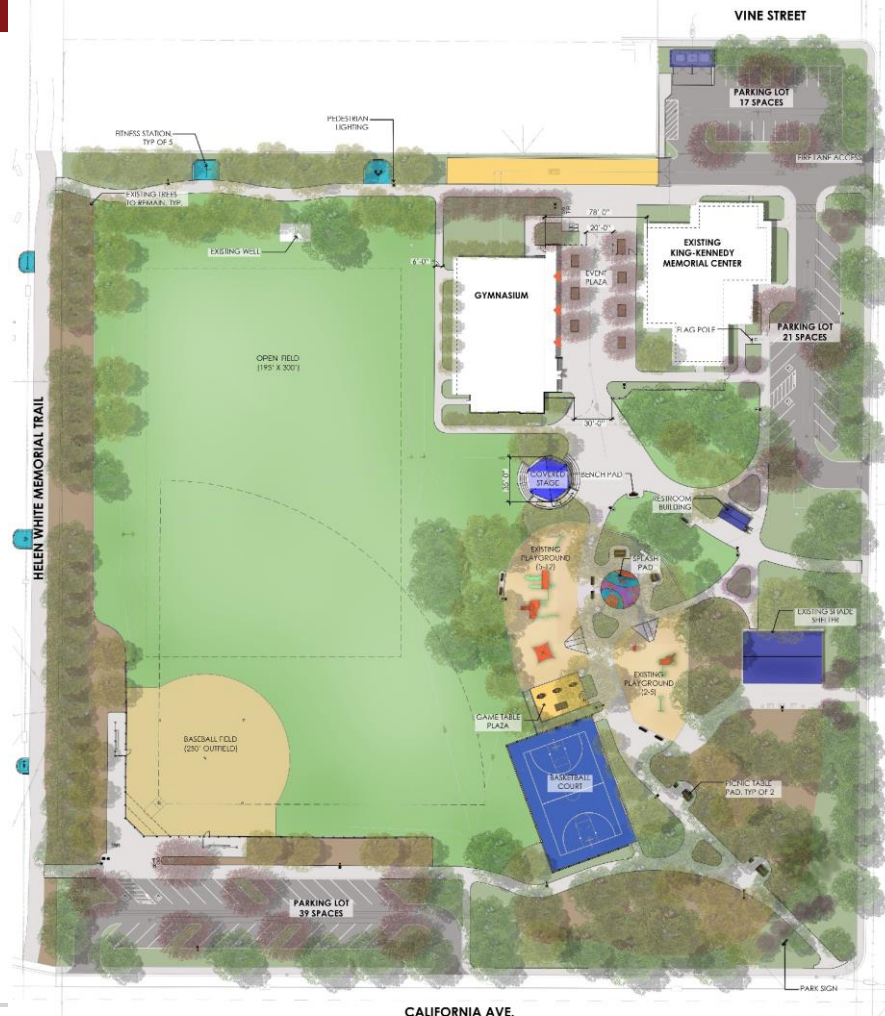 VINE STREET
PARKING LOT
17 SPACES
PEDESTRIAN
LIGHTING
FITNESS STATION,
TYP OF 5
FIRE LANE ACCESS
EXISTING TREES
TO REMAIN, TYP.
78'-0"
20'-0"
EXISTING WELL
EXISTING
KING-KENNEDY
MEMORIAL CENTER
6'-0"
EVENT
PLAZA
GYMNASIUM
FLAG POLE
PARKING LOT
21 SPACES
OPEN FIELD
(195' X 300')
HELEN WHITE MEMORIAL TRAIL
30'-0"
COVERED
STAGE
BENCH PAD
RESTROOM
BUILDING
EXISTING
PLAYGROUND
(5-12)
SPLASH
PAD
EXISTING SHADE
SHELTER
EXISTING
PLAYGROUND
(2-5)
GAME TABLE
PLAZA
BASEBALL FIELD
(250' OUTFIELD)
BASKETBALL
COURT
PICNIC TABLE
PAD, TYP OF 2
PARKING LOT
39 SPACES
PARK SIGN
CALIFORNIA AVE.